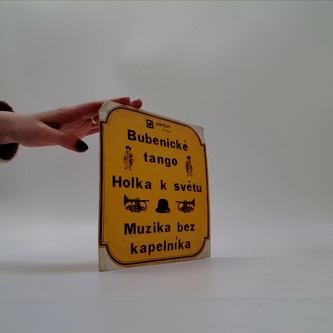 Bubenické
tango
Holka k světu
Muzika bez
kapelníka